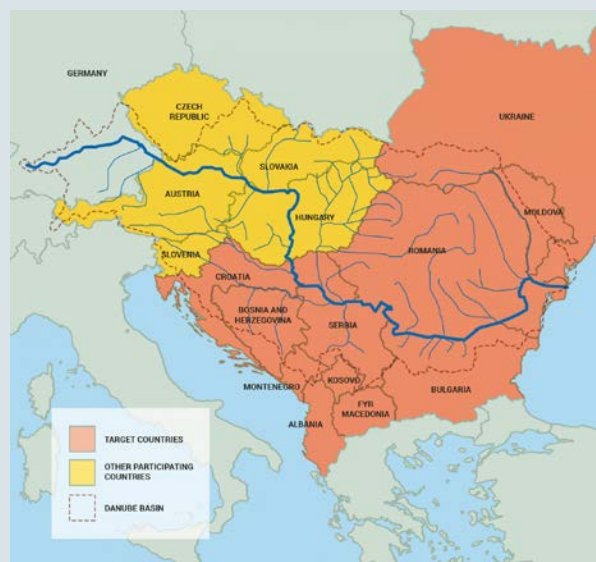 GERMANY
CZECH
REPUBLIC
UKRAINE
SLOVAKIA
AUSTRIA
HUNGARY
MOLDOVA
ROMANIA
SLOVENIA
CROATIA
BOSNIA AND
HERZEGOVINA
SERBIA
MONTENEGRO
KOSOVO
BULGARIA
FYR
MACEDONIA
ALBANIA
TARGET COUNTRIES
OTHER PARTICIPATING
COUNTRIES
DANUBE BASIN